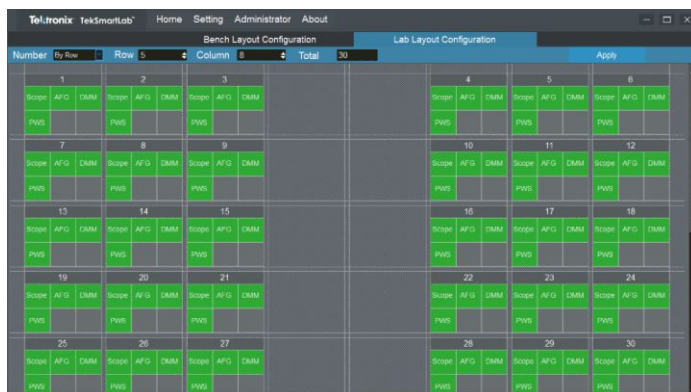 Tektronix TekSmartLab™ Home Setting Administrator About
Bench Layout Configuration Lab Layout Configuration
Number By Row Row 5 Column 8 Total 30 Apply
1 2 3 4 5 6
Scope AFG DMM Scope AFG DMM Scope AFG DMM Scope AFG DMM Scope AFG DMM Scope AFG DMM
PWS PWS PWS PWS PWS PWS
7 8 9 10 11 12
Scope AFG DMM Scope AFG DMM Scope AFG DMM Scope AFG DMM Scope AFG DMM Scope AFG DMM
PWS PWS PWS PWS PWS PWS
13 14 15 16 17 18
Scope AFG DMM Scope AFG DMM Scope AFG DMM Scope AFG DMM Scope AFG DMM Scope AFG DMM
PWS PWS PWS PWS PWS PWS
19 20 21 22 23 24
Scope AFG DMM Scope AFG DMM Scope AFG DMM Scope AFG DMM Scope AFG DMM Scope AFG DMM
PWS PWS PWS PWS PWS PWS
25 26 27 28 29 30
Scope AFG DMM Scope AFG DMM Scope AFG DMM Scope AFG DMM Scope AFG DMM Scope AFG DMM
PWS PWS PWS PWS PWS PWS